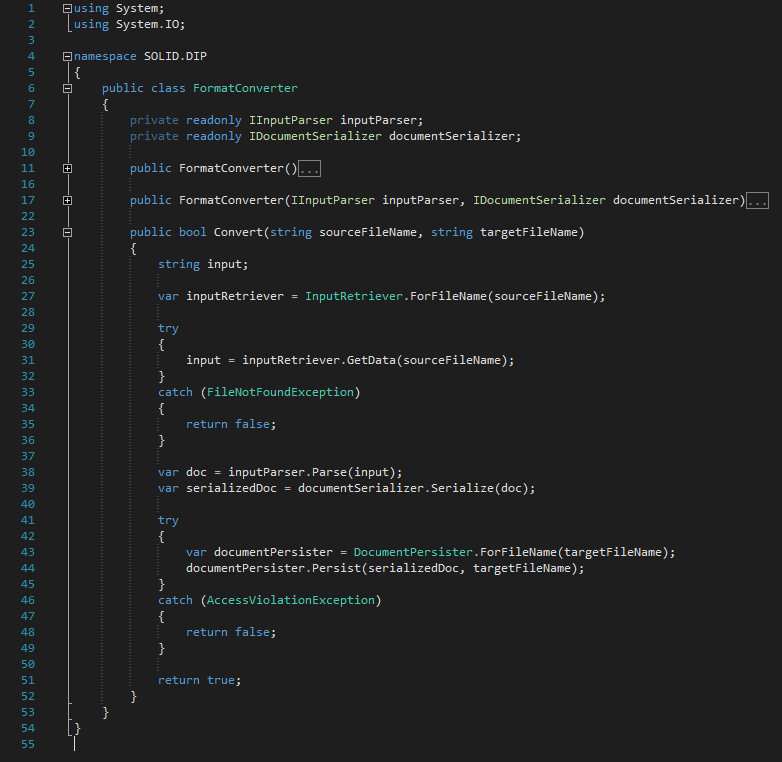 1 using System;
2 using System.IO;
3
4 namespace SOLID.DIP
5 {
6     public class FormatConverter
7     {
8         private readonly IInputParser inputParser;
9         private readonly IDocumentSerializer documentSerializer;
10
11         public FormatConverter()...
16
17         public FormatConverter(IInputParser inputParser, IDocumentSerializer documentSerializer)...
22
23         public bool Convert(string sourceFileName, string targetFileName)
24         {
25             string input;
26
27             var inputRetriever = InputRetriever.ForFileName(sourceFileName);
28
29             try
30             {
31                 input = inputRetriever.GetData(sourceFileName);
32             }
33             catch (FileNotFoundException)
34             {
35                 return false;
36             }
37
38             var doc = inputParser.Parse(input);
39             var serializedDoc = documentSerializer.Serialize(doc);
40
41             try
42             {
43                 var documentPersister = DocumentPersister.ForFileName(targetFileName);
44                 documentPersister.Persist(serializedDoc, targetFileName);
45             }
46             catch (AccessViolationException)
47             {
48                 return false;
49             }
50
51             return true;
52         }
53     }
54 }
55